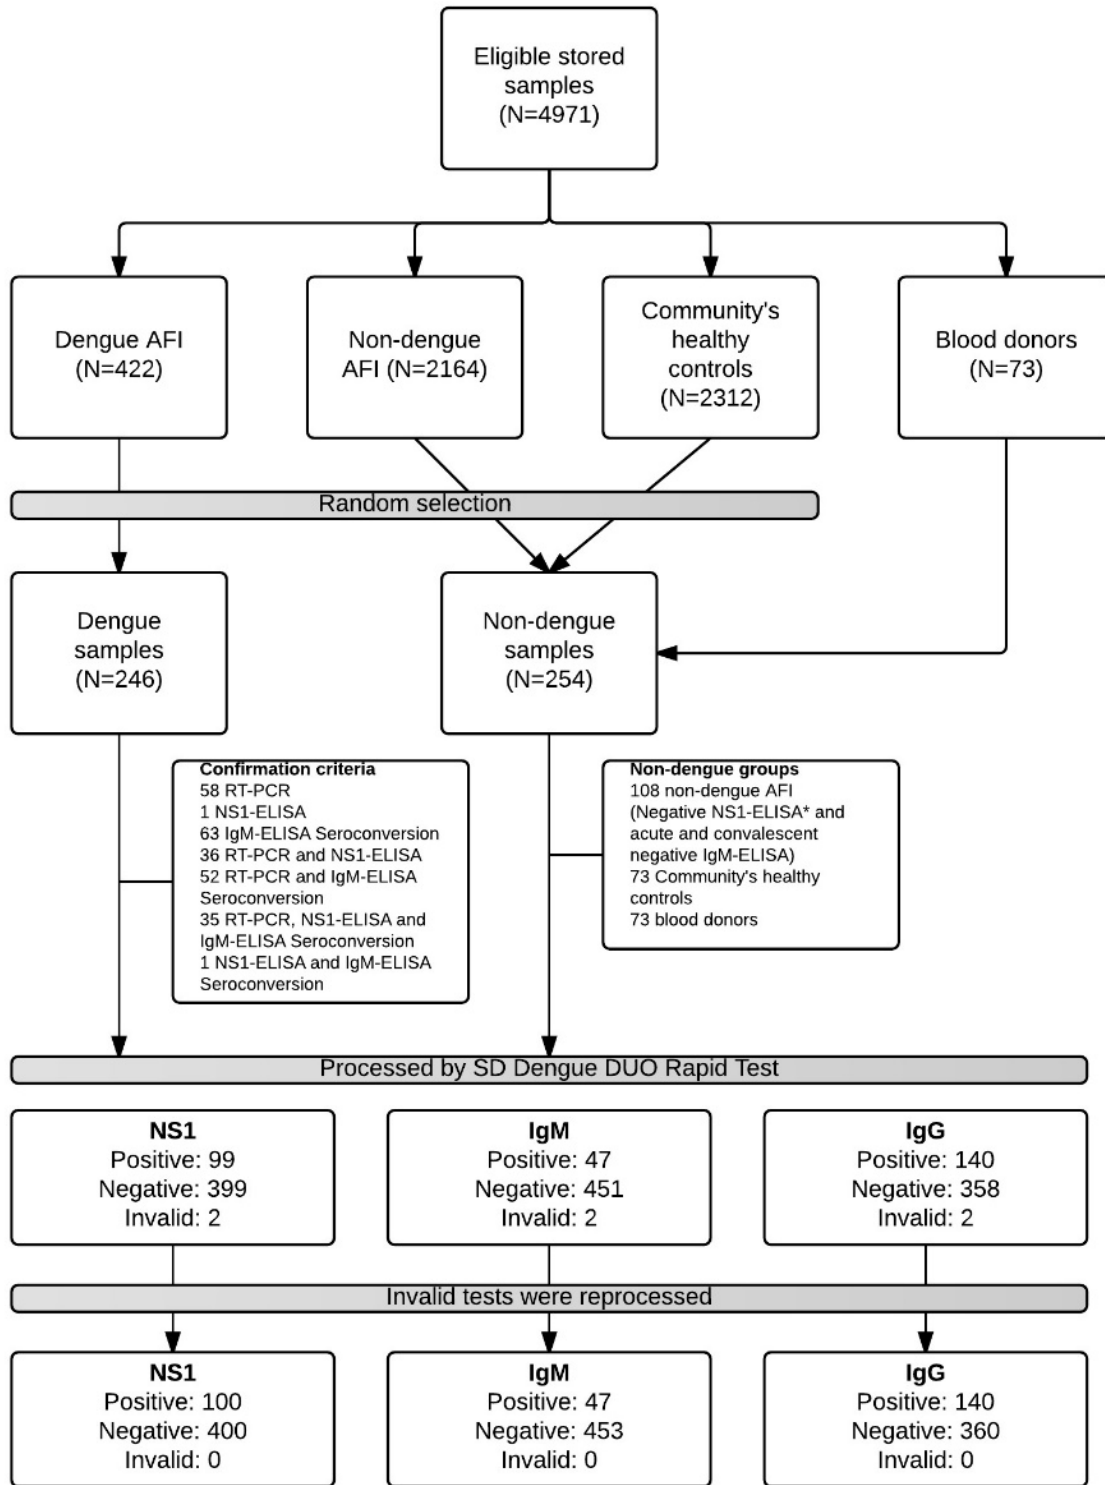 Eligible stored
samples
(N=4971)
Dengue AFI
(N=422)
Non-dengue
AFI (N=2164)
Community's
healthy
controls
(N=2312)
Blood donors
(N=73)
Random selection
Dengue
samples
(N=246)
Non-dengue
samples
(N=254)
Confirmation criteria
58 RT-PCR
1 NS1-ELISA
63 IgM-ELISA Seroconversion
36 RT-PCR and NS1-ELISA
52 RT-PCR and IgM-ELISA
Seroconversion
35 RT-PCR, NS1-ELISA and
IgM-ELISA Seroconversion
1 NS1-ELISA and IgM-ELISA
Seroconversion
Non-dengue groups
108 non-dengue AFI
(Negative NS1-ELISA* and
acute and convalescent
negative IgM-ELISA)
73 Community's healthy
controls
73 blood donors
Processed by SD Dengue DUO Rapid Test
NS1
Positive: 99
Negative: 399
Invalid: 2
IgM
Positive: 47
Negative: 451
Invalid: 2
IgG
Positive: 140
Negative: 358
Invalid: 2
Invalid tests were reprocessed
NS1
Positive: 100
Negative: 400
Invalid: 0
IgM
Positive: 47
Negative: 453
Invalid: 0
IgG
Positive: 140
Negative: 360
Invalid: 0